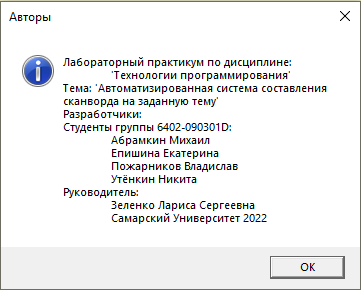 Авторы
Лабораторный практикум по дисциплине:
'Технологии программирования'
Тема: 'Автоматизированная система составления
сканворда на заданную тему'
Разработчики:
Студенты группы 6402-090301D:
Абрамкин Михаил
Епишина Екатерина
Пожарников Владислав
Утёнкин Никита
Руководитель:
Зеленко Лариса Сергеевна
Самарский Университет 2022
ОК